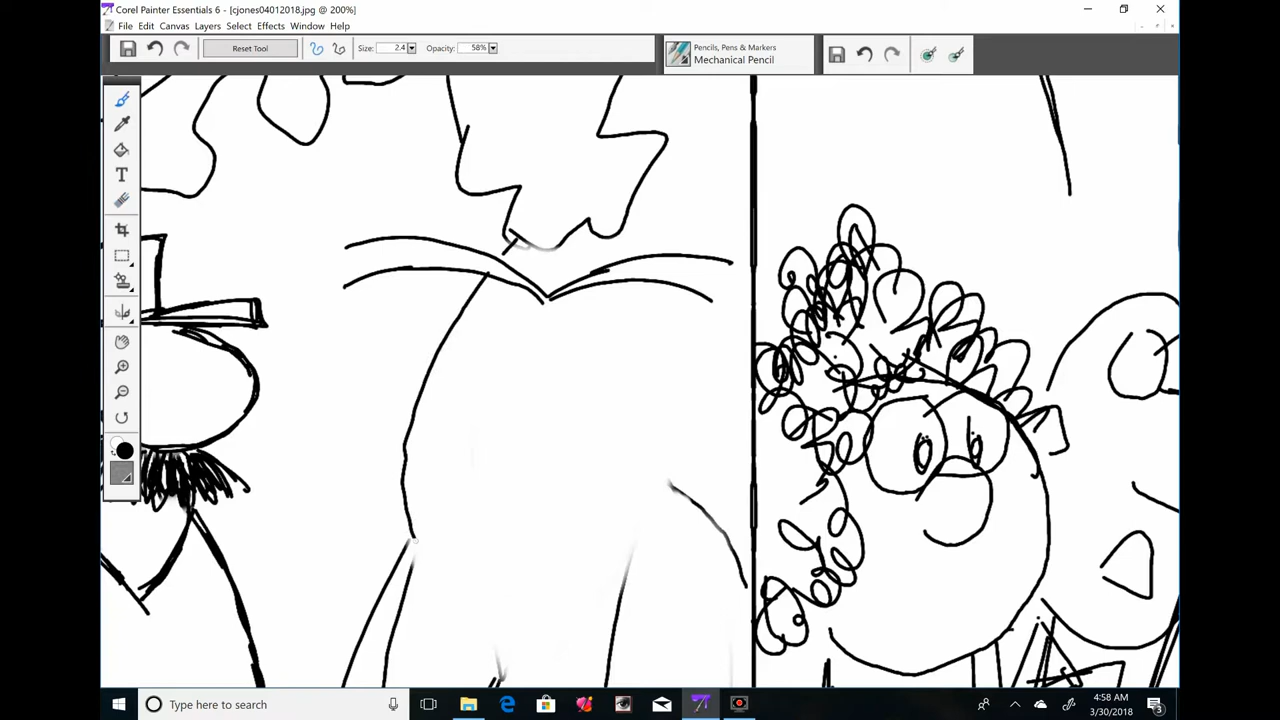 Corel Painter Essentials 6 - [cjones04012018.jpg @ 200%]
File Edit Canvas Layers Select Effects Window Help
Reset Tool
Size: 2.4
Opacity: 58%
Pencils, Pens & Markers
Mechanical Pencil
T
Type here to search
4:58 AM
3/30/2018
3